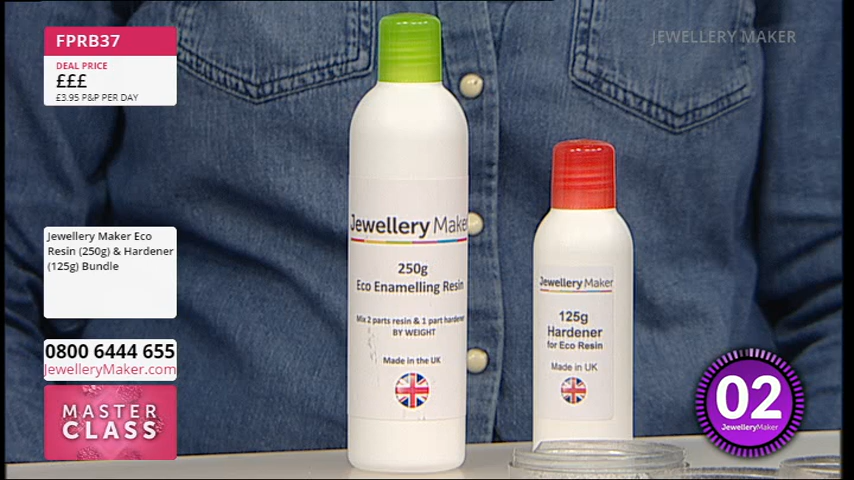 FPRB37
DEAL PRICE
£££
£3.95 P&P PER DAY
JEWELLERY MAKER
Jewellery Maker Eco
Resin (250g) & Hardener
(125g) Bundle
0800 6444 655
JewelleryMaker.com
MASTER
CLASS
Jewellery Maker
250g
Eco Enamelling Resin
Mix 2 parts resin & 1 part hardener
BY WEIGHT
Made in the UK
Jewellery Maker
125g
Hardener
for Eco Resin
Made in UK
02
JewelleryMaker